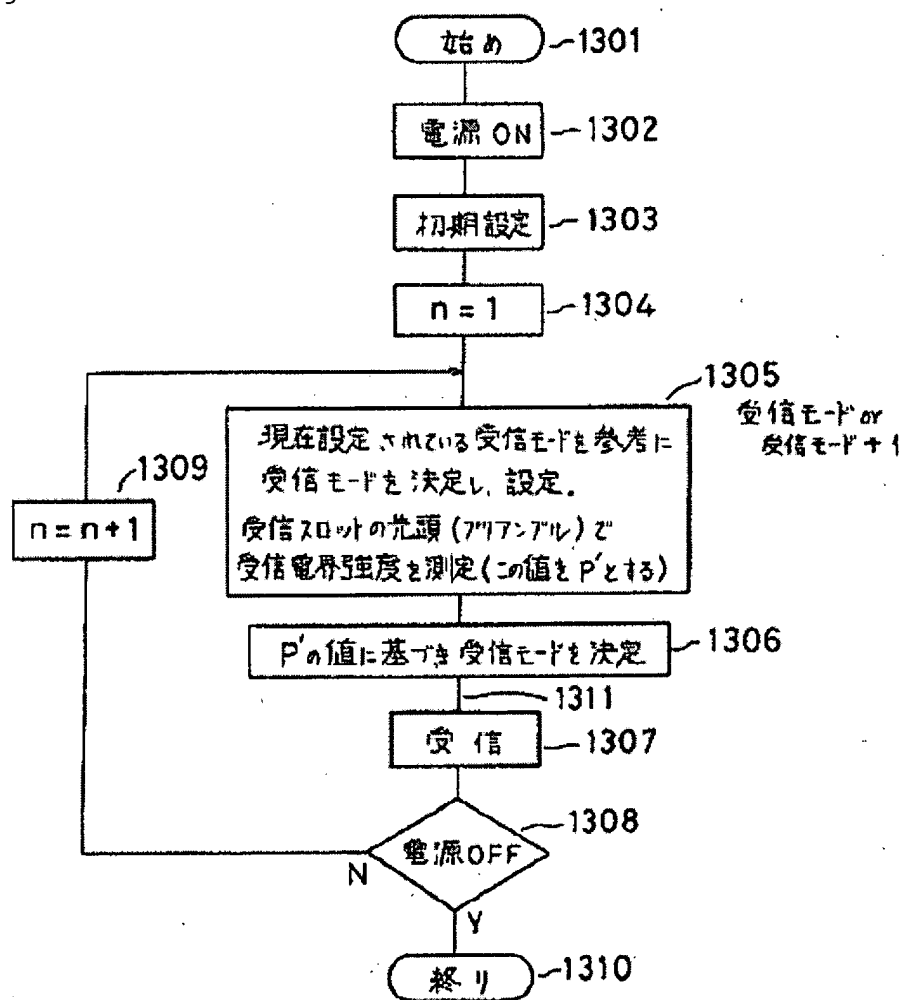 始め 1301
電源 ON 1302
初期設定 1303
n = 1 1304
1305
受信モード or
受信モード + 1
現在設定されている受信モードを参考に
受信モードを決定し、設定。
受信スロットの先頭 (プリアンブル) で
受信電界強度を測定 (この値を P' とする)
1309
n = n + 1
P' の値に基づき受信モードを決定 1306
1311
受信 1307
1308
電源 OFF
N
Y
終り 1310